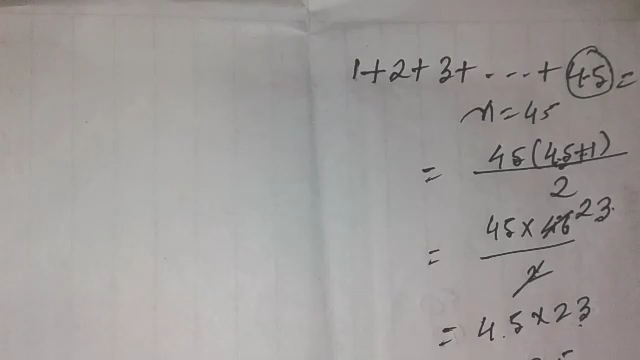 1+2+3+....+45=
n=45
= 45(45+1)/2
= 45×46 23/2
= 45×23